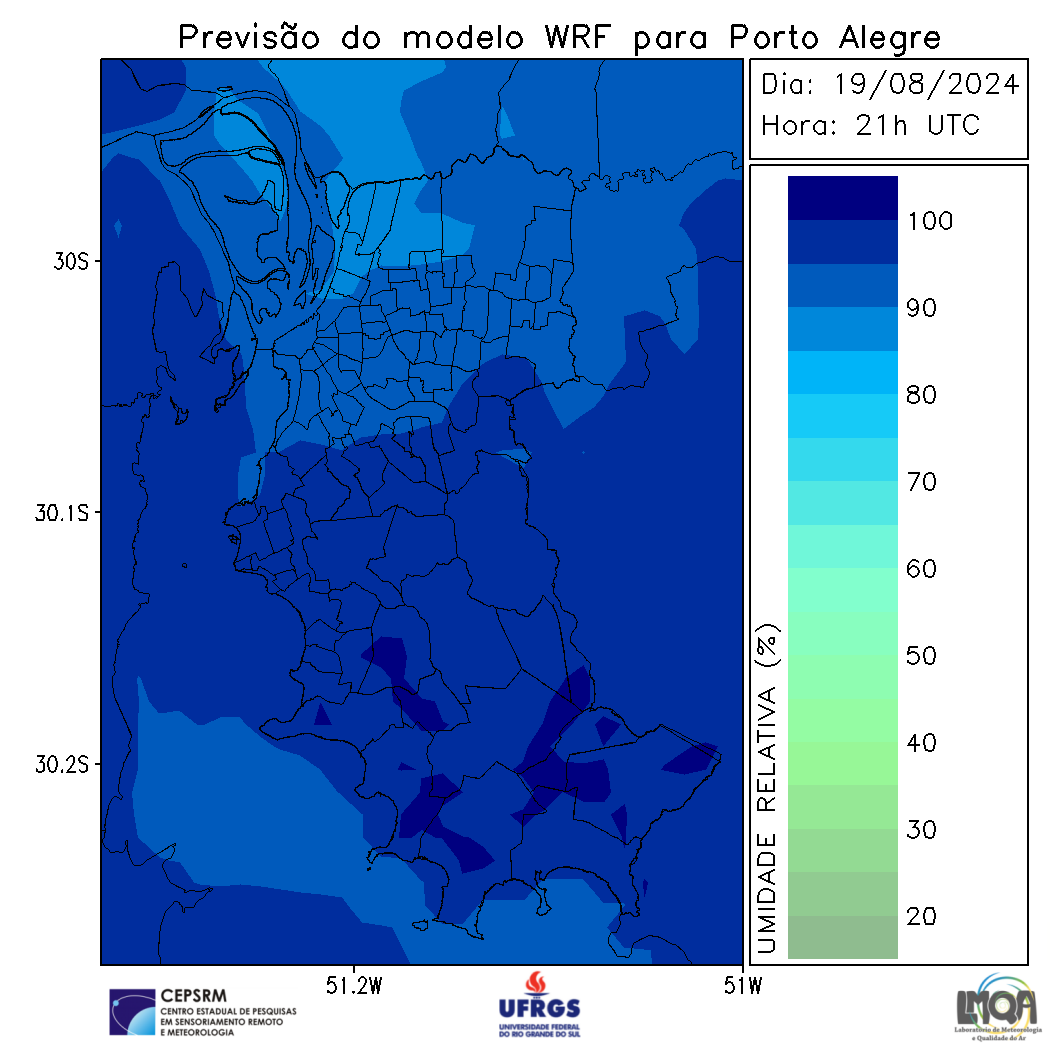 Previsão do modelo WRF para Porto Alegre
Dia: 19/08/2024
Hora: 21h UTC
30S
30.1S
30.2S
51.2W
51W
100
90
80
70
60
50
40
30
20
UMIDADE RELATIVA (%)
CEPSRM
CENTRO ESTADUAL DE PESQUISAS
EM SENSORIAMENTO REMOTO
E METEOROLOGIA
UFRGS
UNIVERSIDADE FEDERAL
DO RIO GRANDE DO SUL
LMQA
Laboratório de Meteorologia
e Qualidade do Ar